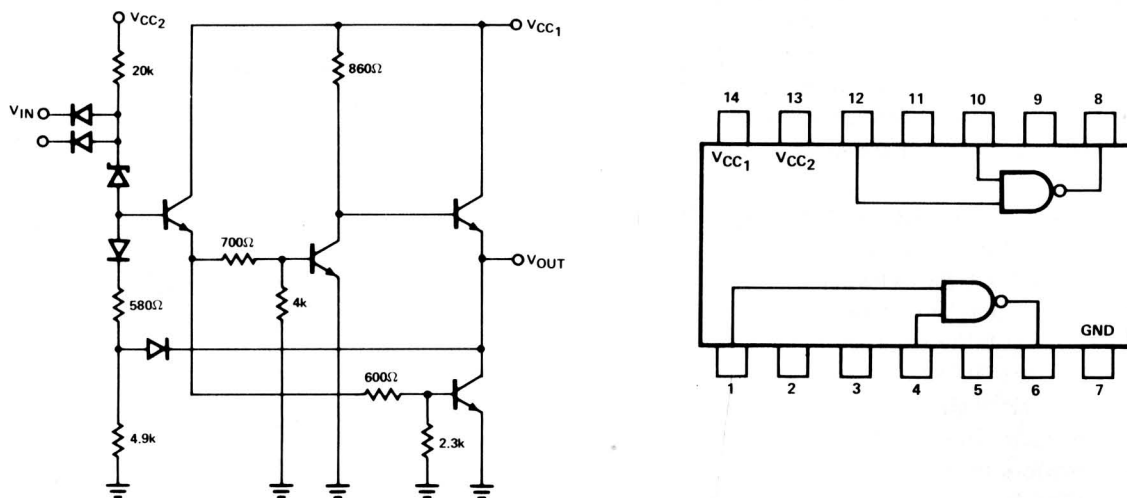 VCC2
VCC1
20k
860Ω
VIN
700Ω
VOUT
580Ω
4k
600Ω
4.9k
2.3k
14 13 12 11 10 9 8
VCC1 VCC2
GND
1 2 3 4 5 6 7